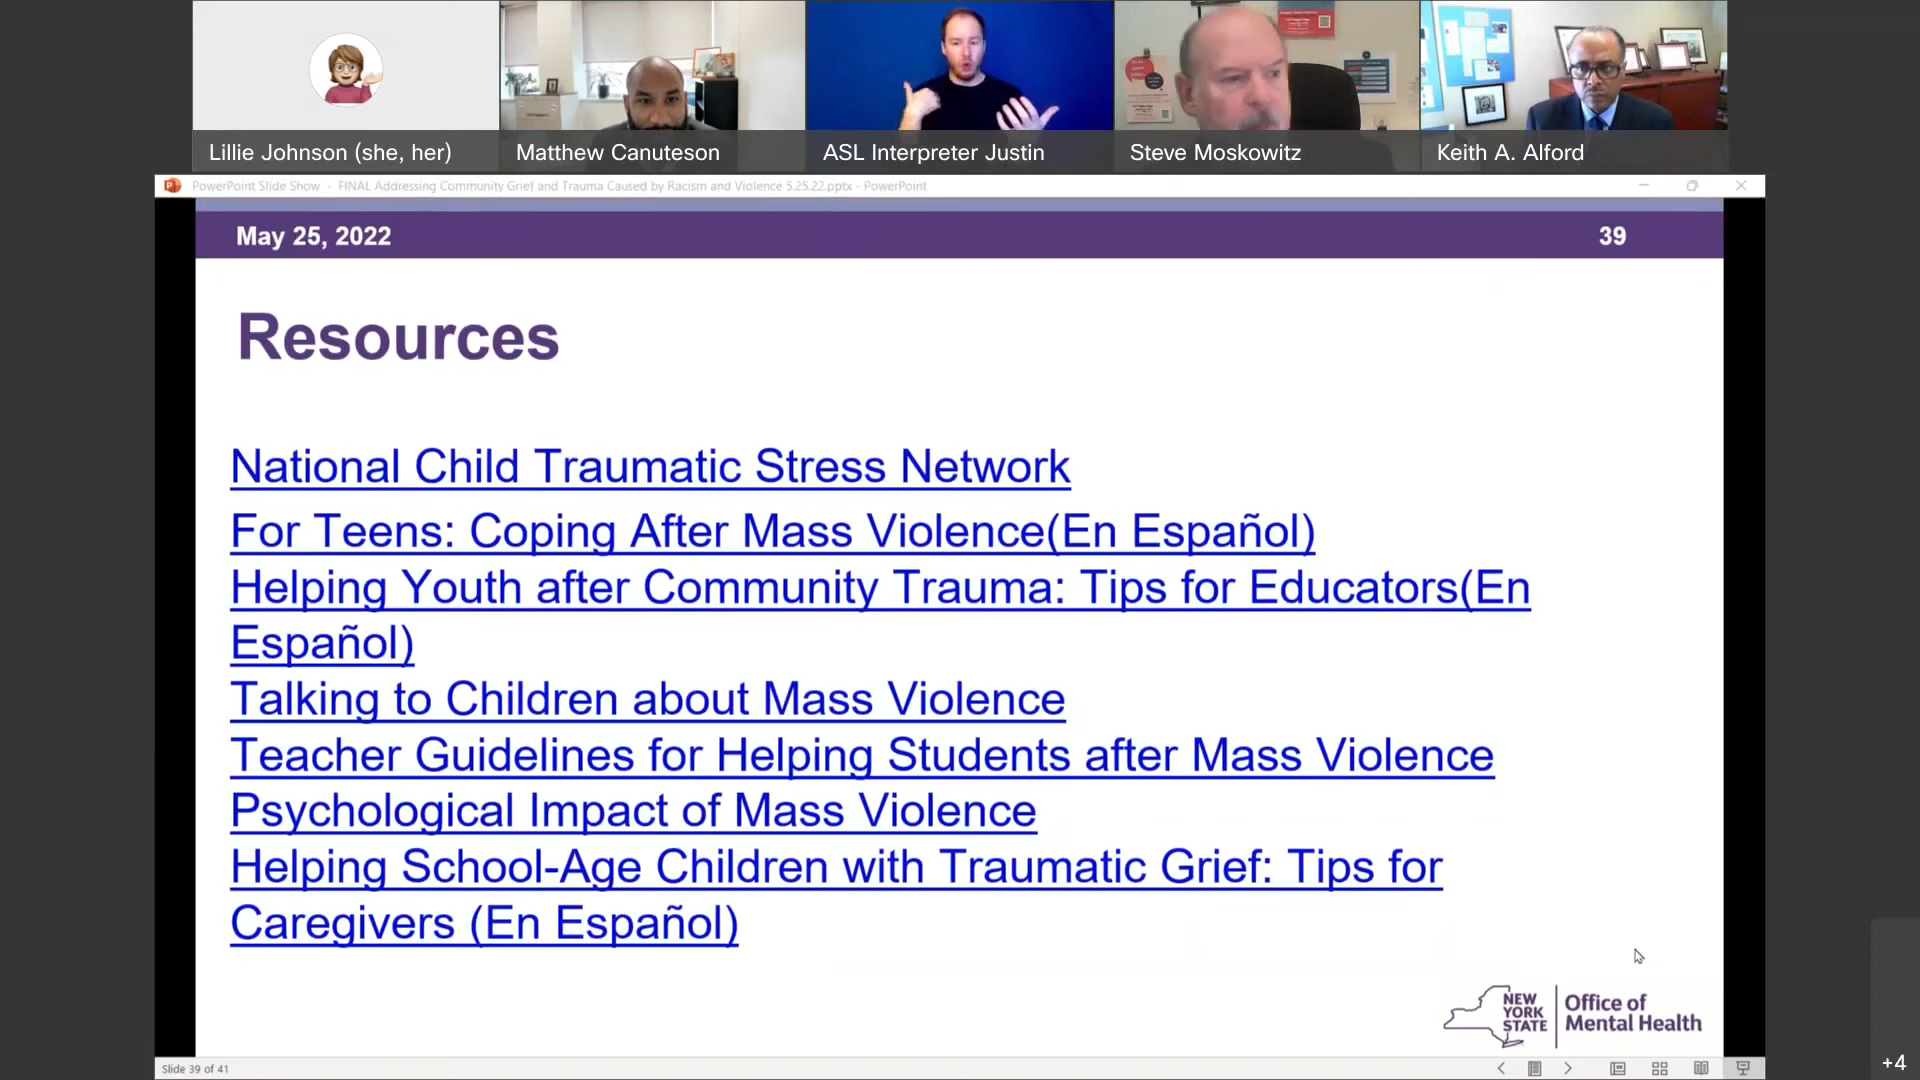 Lillie Johnson (she, her)
Matthew Canuteson
ASL Interpreter Justin
Steve Moskowitz
Keith A. Alford
PowerPoint Slide Show - FINAL Addressing Community Grief and Trauma Caused by Racism and Violence 5.25.22.pptx - PowerPoint
May 25, 2022
39
Resources
National Child Traumatic Stress Network
For Teens: Coping After Mass Violence(En Español)
Helping Youth after Community Trauma: Tips for Educators(En
Español)
Talking to Children about Mass Violence
Teacher Guidelines for Helping Students after Mass Violence
Psychological Impact of Mass Violence
Helping School-Age Children with Traumatic Grief: Tips for
Caregivers (En Español)
NEW
YORK
STATE
Office of
Mental Health
Slide 39 of 41
+4